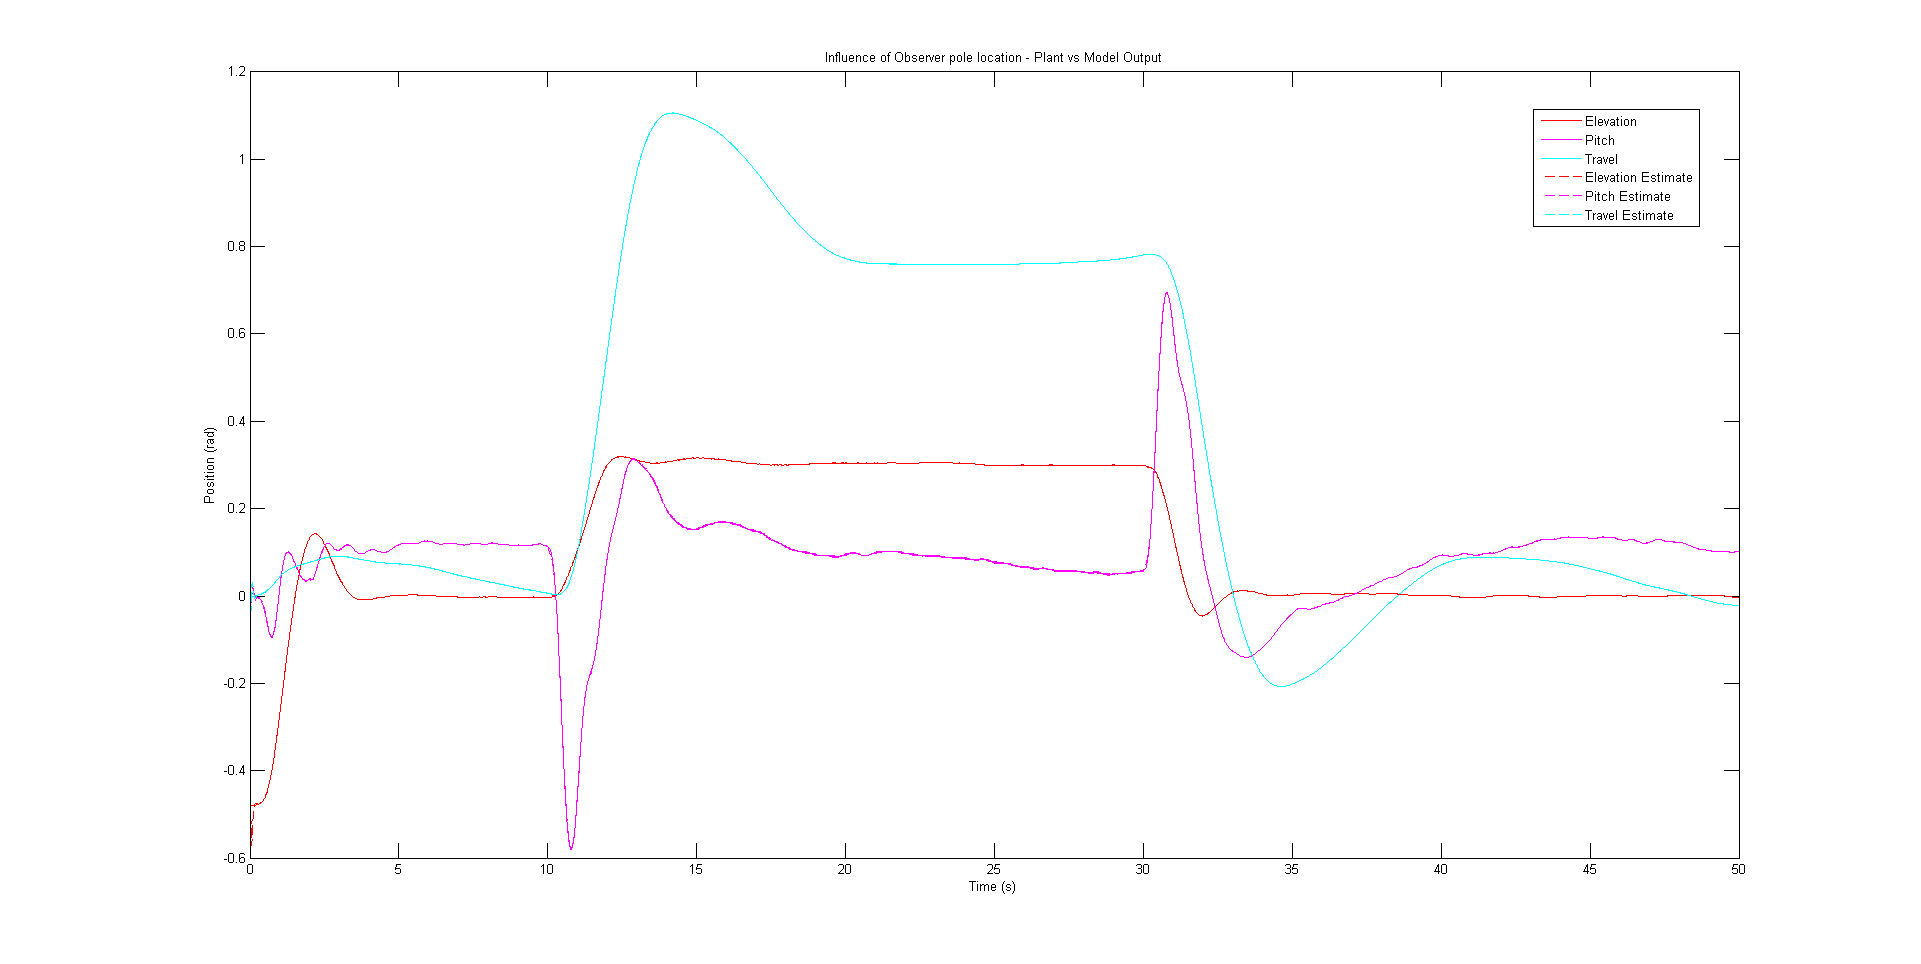 Influence of Observer pole location - Plant vs Model Output
1.2
1
0.8
0.6
0.4
0.2
0
-0.2
-0.4
-0.6
Position (rad)
Elevation
Pitch
Travel
Elevation Estimate
Pitch Estimate
Travel Estimate
0 5 10 15 20 25 30 35 40 45 50
Time (s)